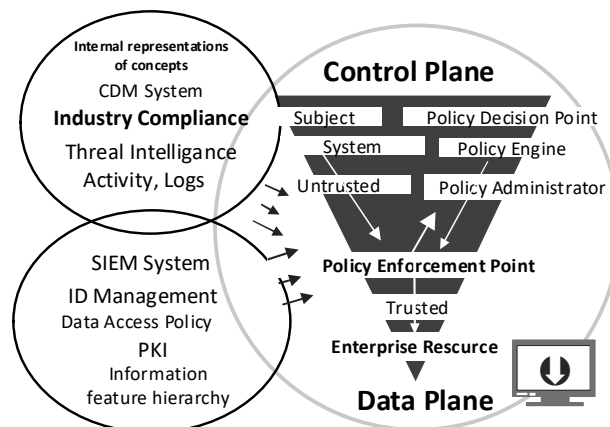 Internal representations
of concepts
CDM System
Industry Compliance
Threal Intelligance
Activity, Logs
SIEM System
ID Management
Data Access Policy
PKI
Information
feature hierarchy
Control Plane
Subject
Policy Decision Point
System
Policy Engine
Untrusted
Policy Administrator
Policy Enforcement Point
Trusted
Enterprise Rescurce
Data Plane